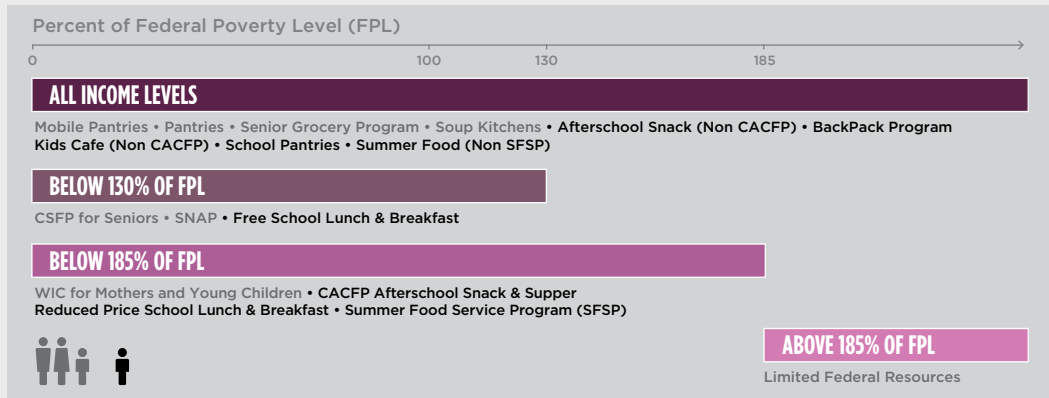 Percent of Federal Poverty Level (FPL)
0 100 130 185
ALL INCOME LEVELS
Mobile Pantries • Pantries • Senior Grocery Program • Soup Kitchens • Afterschool Snack (Non CACFP) • BackPack Program
Kids Cafe (Non CACFP) • School Pantries • Summer Food (Non SFSP)
BELOW 130% OF FPL
CSFP for Seniors • SNAP • Free School Lunch & Breakfast
BELOW 185% OF FPL
WIC for Mothers and Young Children • CACFP Afterschool Snack & Supper
Reduced Price School Lunch & Breakfast • Summer Food Service Program (SFSP)
ABOVE 185% OF FPL
Limited Federal Resources